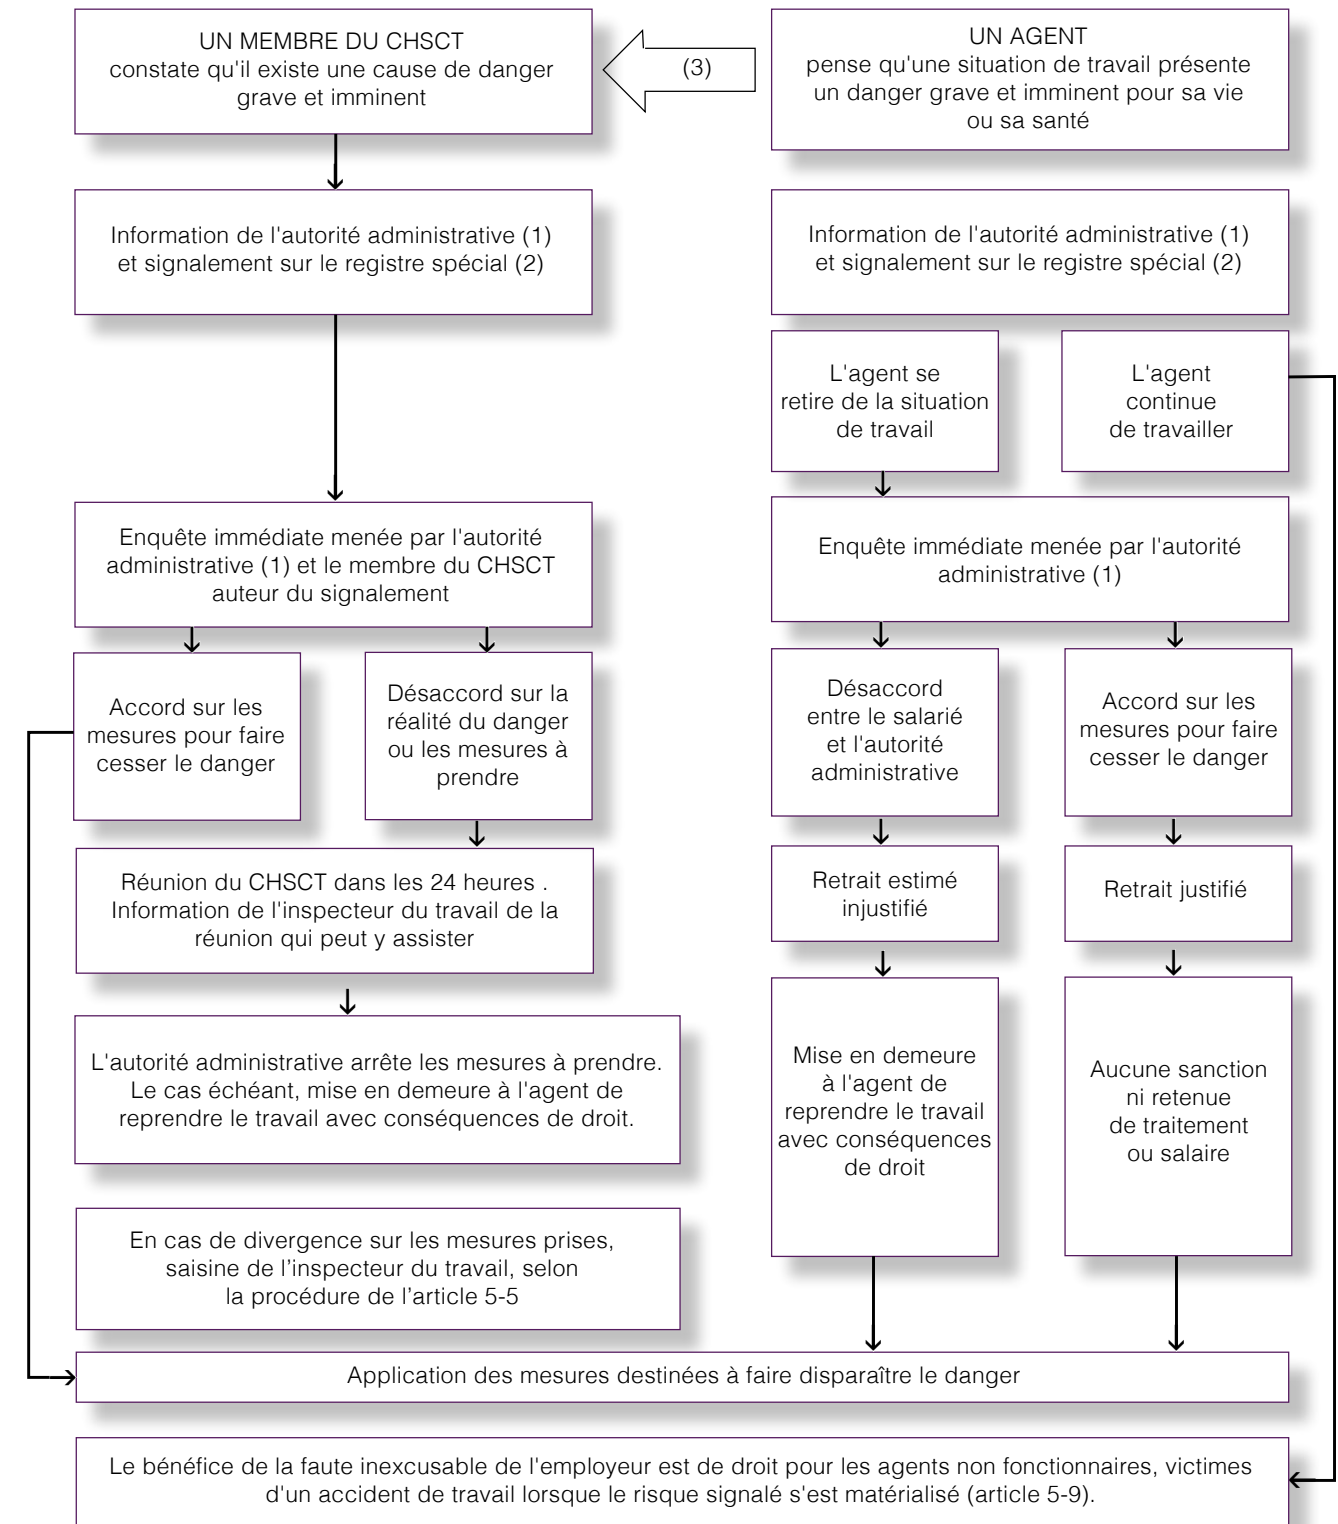 UN MEMBRE DU CHSCT
constate qu'il existe une cause de danger
grave et imminent
(3)
UN AGENT
pense qu'une situation de travail présente
un danger grave et imminent pour sa vie
ou sa santé
Information de l'autorité administrative (1)
et signalement sur le registre spécial (2)
Information de l'autorité administrative (1)
et signalement sur le registre spécial (2)
L'agent se
retire de la situation
de travail
L'agent
continue
de travailler
Enquête immédiate menée par l'autorité
administrative (1) et le membre du CHSCT
auteur du signalement
Enquête immédiate menée par l'autorité
administrative (1)
Accord sur les
mesures pour faire
cesser le danger
Désaccord sur la
réalité du danger
ou les mesures à
prendre
Désaccord
entre le salarié
et l'autorité
administrative
Accord sur les
mesures pour faire
cesser le danger
Réunion du CHSCT dans les 24 heures .
Information de l'inspecteur du travail de la
réunion qui peut y assister
Retrait estimé
injustifié
Retrait justifié
L'autorité administrative arrête les mesures à prendre.
Le cas échéant, mise en demeure à l'agent de
reprendre le travail avec conséquences de droit.
Mise en demeure
à l'agent de
reprendre le travail
avec conséquences
de droit
Aucune sanction
ni retenue
de traitement
ou salaire
En cas de divergence sur les mesures prises,
saisine de l’inspecteur du travail, selon
la procédure de l’article 5-5
Application des mesures destinées à faire disparaître le danger
Le bénéfice de la faute inexcusable de l'employeur est de droit pour les agents non fonctionnaires, victimes
d'un accident de travail lorsque le risque signalé s'est matérialisé (article 5-9).